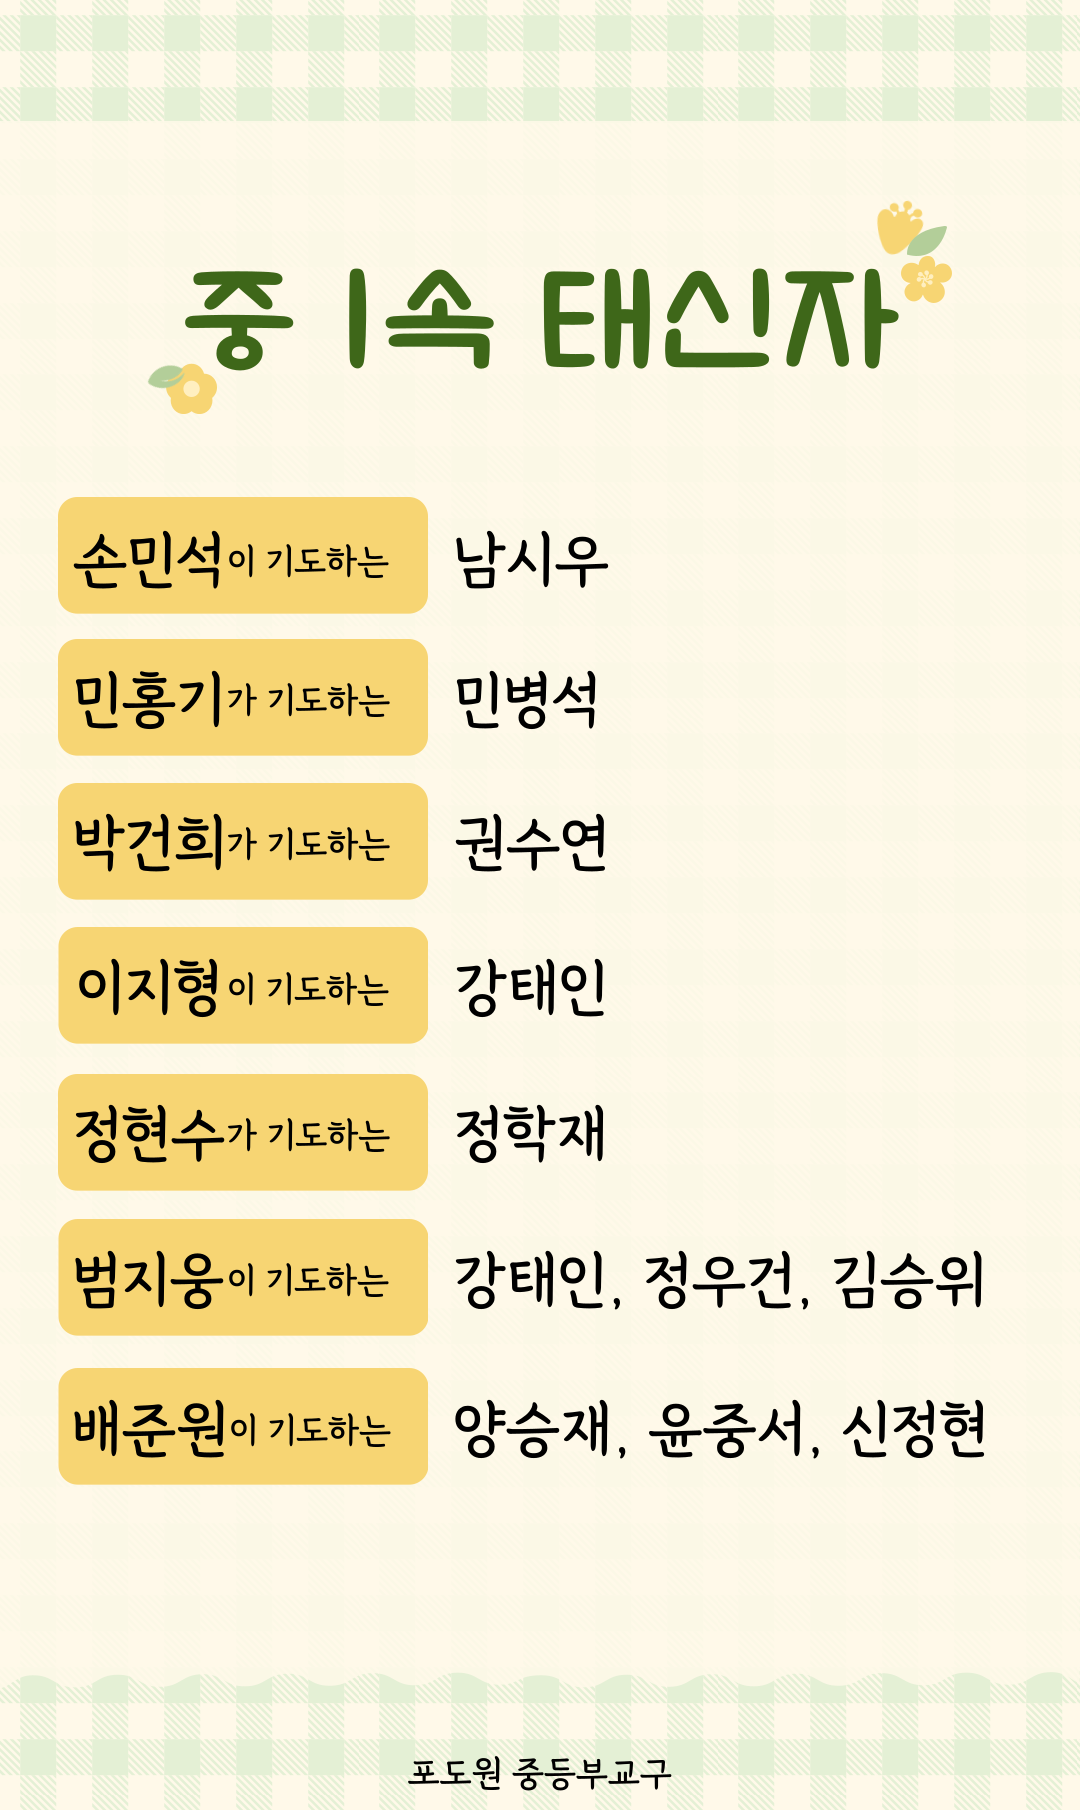 중 1속 태신자
손민석이 기도하는 남시우
민홍기가 기도하는 민병석
박건희가 기도하는 권수연
이지형이 기도하는 강태인
정현수가 기도하는 정학재
범지웅이 기도하는 강태인, 정우건, 김승위
배준원이 기도하는 양승재, 윤중서, 신정현
포도원 중등부교구